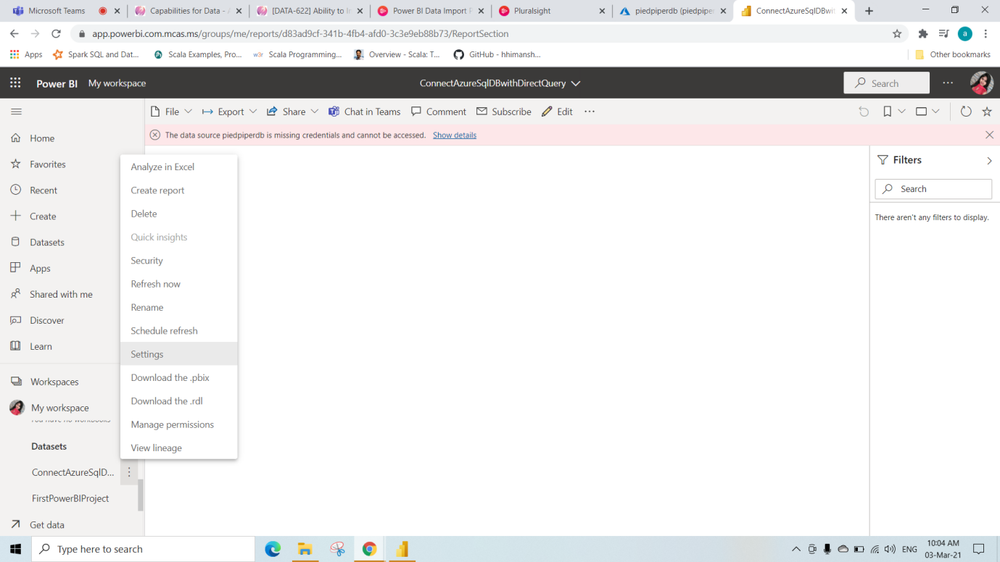 Microsoft Teams
Capabilities for Data - A
[DATA-622] Ability to In
Power BI Data Import P
Pluralsight
piedpiperdb (piedpiper
ConnectAzureSqlDBwit
app.powerbi.com.mcas.ms/groups/me/reports/d83ad9cf-341b-4fb4-afd0-3c3e9eb88b73/ReportSection
a
Apps
Spark SQL and Dat...
Scala Examples, Pro...
w3r
Scala Programming...
Overview - Scala: T...
GitHub - hhimansh...
Other bookmarks
Power BI
My workspace
ConnectAzureSqlDBwithDirectQuery
Search
File
Export
Share
Chat in Teams
Comment
Subscribe
Edit
The data source piedpiperdb is missing credentials and cannot be accessed. Show details
Home
Favorites
Recent
Create
Datasets
Apps
Shared with me
Discover
Learn
Workspaces
My workspace
You have no workbooks
Datasets
ConnectAzureSqlD...
FirstPowerBIProject
Get data
Analyze in Excel
Create report
Delete
Quick insights
Security
Refresh now
Rename
Schedule refresh
Settings
Download the .pbix
Download the .rdl
Manage permissions
View lineage
Filters
Search
There aren't any filters to display.
Type here to search
ENG
10:04 AM
03-Mar-21